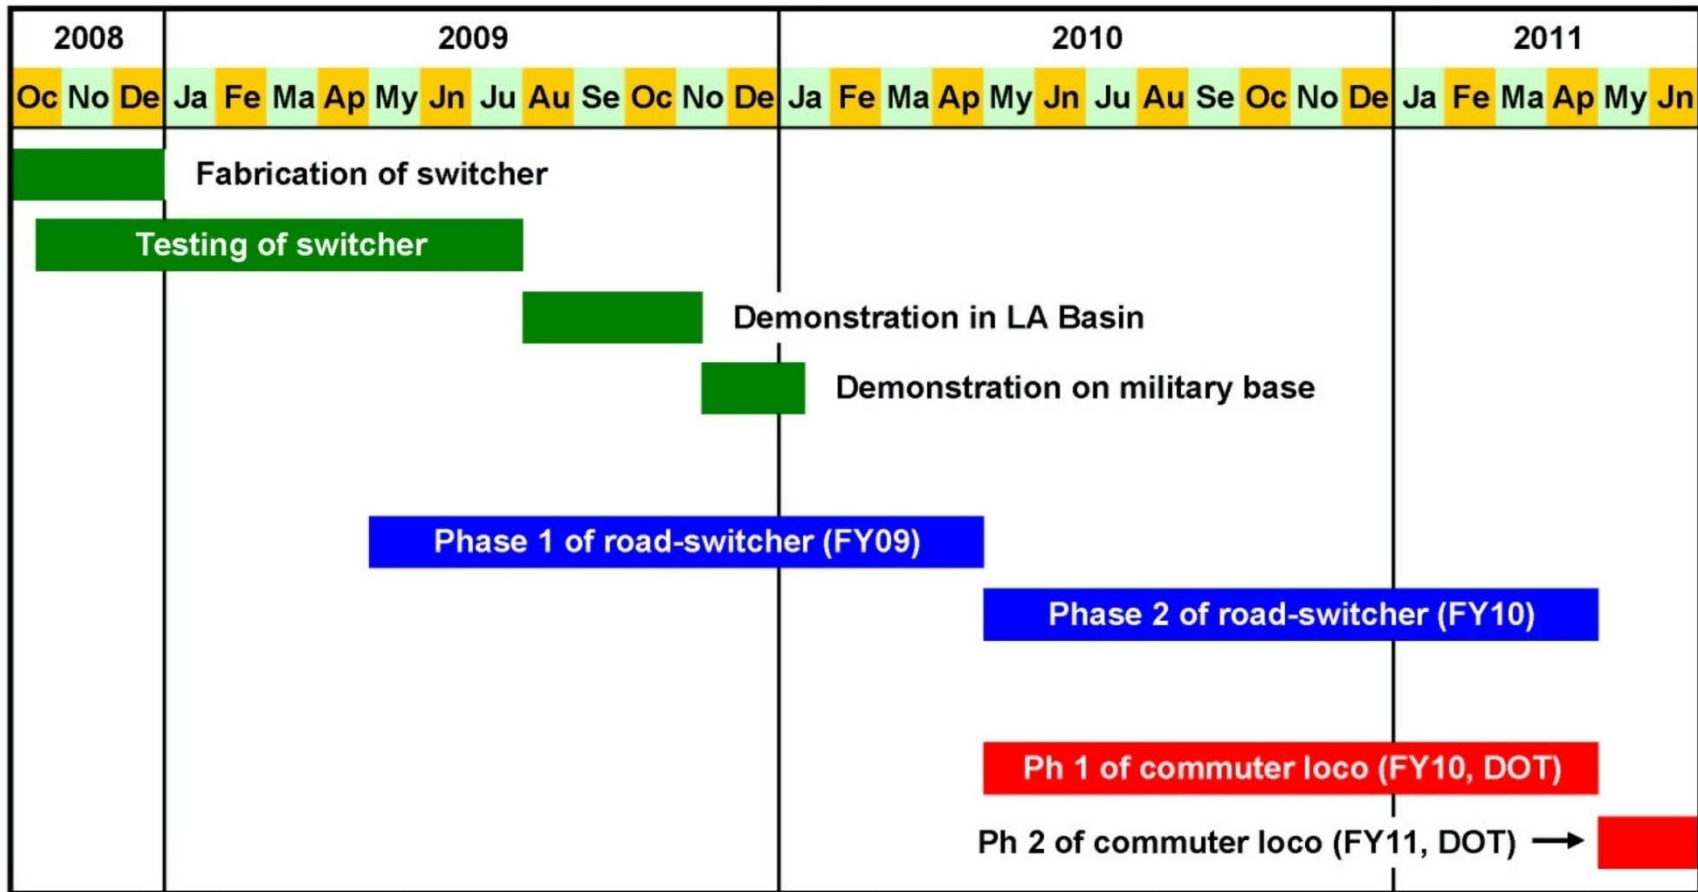 2008 2009 2010 2011
Oc No De Ja Fe Ma Ap My Jn Ju Au Se Oc No De Ja Fe Ma Ap My Jn Ju Au Se Oc No De Ja Fe Ma Ap My Jn
Fabrication of switcher
Testing of switcher
Demonstration in LA Basin
Demonstration on military base
Phase 1 of road-switcher (FY09)
Phase 2 of road-switcher (FY10)
Ph 1 of commuter loco (FY10, DOT)
Ph 2 of commuter loco (FY11, DOT)